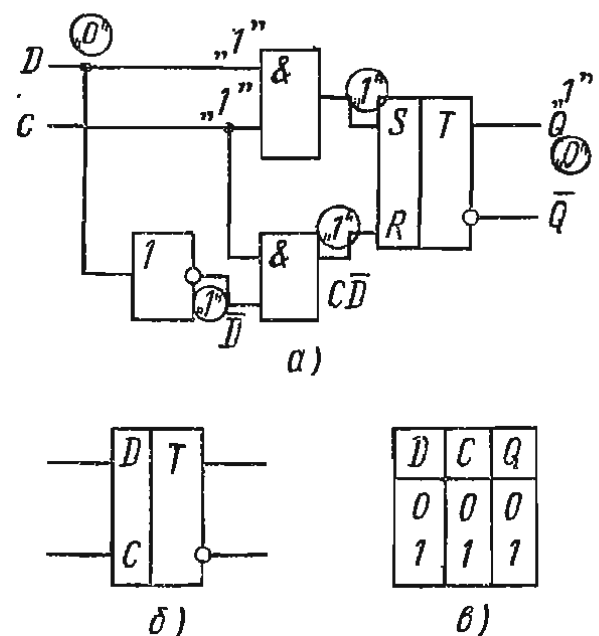 „0"
D „1"
&
C „1"
„1"
S T
„1"
Q
„0"
R
Q̅
1
„1"
D̅
&
„1"
CD̅
а)
D T
C
б)
D C Q
0 0 0
1 1 1
в)